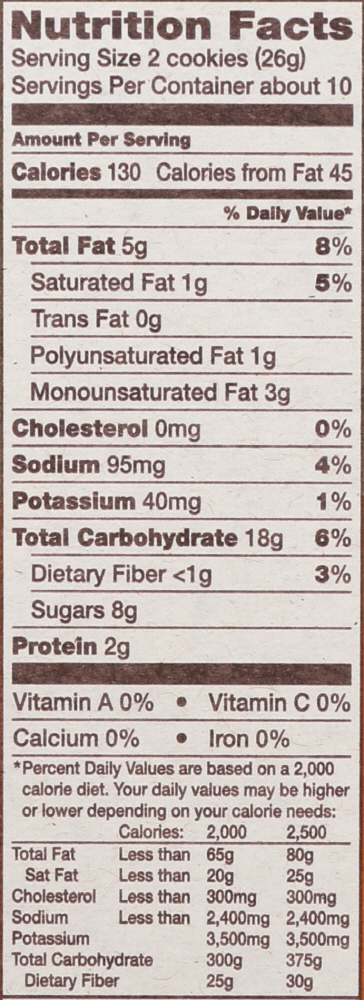 Nutrition Facts
Serving Size 2 cookies (26g)
Servings Per Container about 10
Amount Per Serving
Calories 130 Calories from Fat 45
% Daily Value*
Total Fat 5g 8%
Saturated Fat 1g 5%
Trans Fat 0g
Polyunsaturated Fat 1g
Monounsaturated Fat 3g
Cholesterol 0mg 0%
Sodium 95mg 4%
Potassium 40mg 1%
Total Carbohydrate 18g 6%
Dietary Fiber <1g 3%
Sugars 8g
Protein 2g
Vitamin A 0% • Vitamin C 0%
Calcium 0% • Iron 0%
*Percent Daily Values are based on a 2,000
calorie diet. Your daily values may be higher
or lower depending on your calorie needs:
Calories: 2,000 2,500
Total Fat Less than 65g 80g
Sat Fat Less than 20g 25g
Cholesterol Less than 300mg 300mg
Sodium Less than 2,400mg 2,400mg
Potassium 3,500mg 3,500mg
Total Carbohydrate 300g 375g
Dietary Fiber 25g 30g